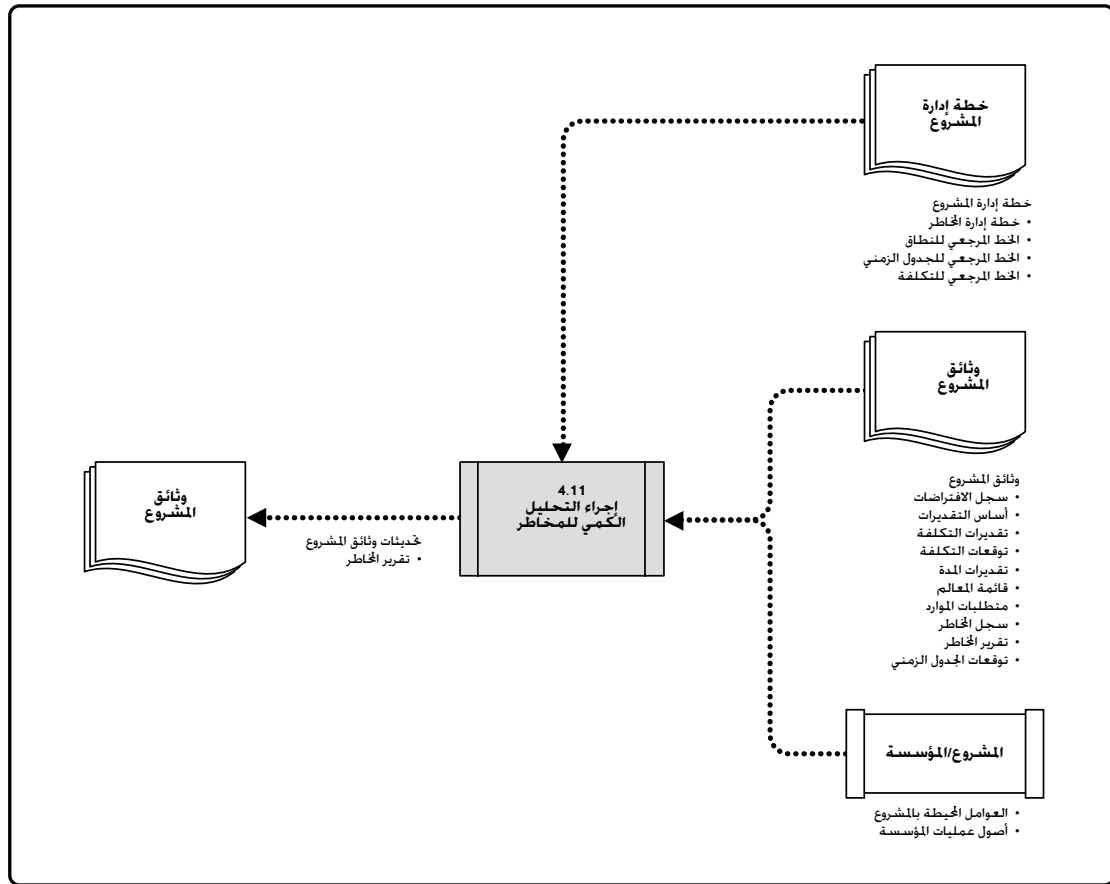 خطة إدارة
المشروع
خطة إدارة المشروع
• خطة إدارة المخاطر
• الخط المرجعي للنطاق
• الخط المرجعي للجدول الزمني
• الخط المرجعي للتكلفة
وثائق
المشروع
وثائق المشروع
• سجل الافتراضات
• أساس التقديرات
• تقديرات التكلفة
• توقعات التكلفة
• تقديرات المدة
• قائمة المعالم
• متطلبات الموارد
• سجل المخاطر
• تقرير المخاطر
• توقعات الجدول الزمني
المشروع/المؤسسة
• العوامل المحيطة بالمشروع
• أصول عمليات المؤسسة
4.11
إجراء التحليل
الكمي للمخاطر
تحديثات وثائق المشروع
• تقرير المخاطر
وثائق
المشروع